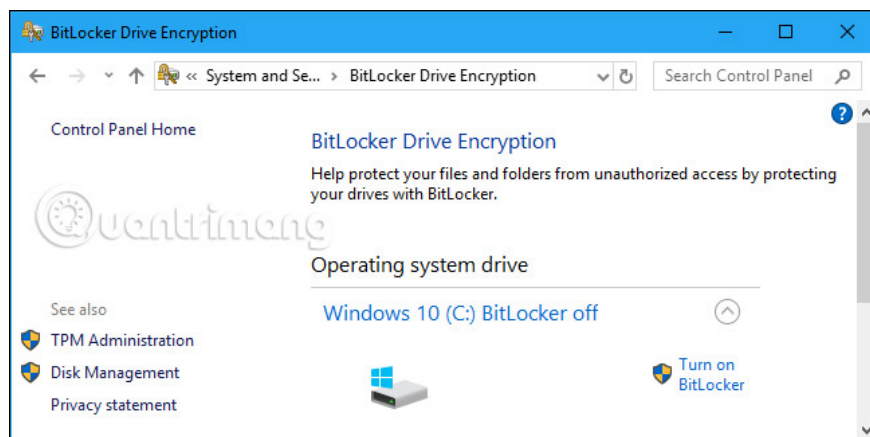 BitLocker Drive Encryption
« System and Se... › BitLocker Drive Encryption
Search Control Panel
Control Panel Home
BitLocker Drive Encryption
Help protect your files and folders from unauthorized access by protecting
your drives with BitLocker.
Quantrimang
Operating system drive
Windows 10 (C:) BitLocker off
Turn on
BitLocker
See also
TPM Administration
Disk Management
Privacy statement